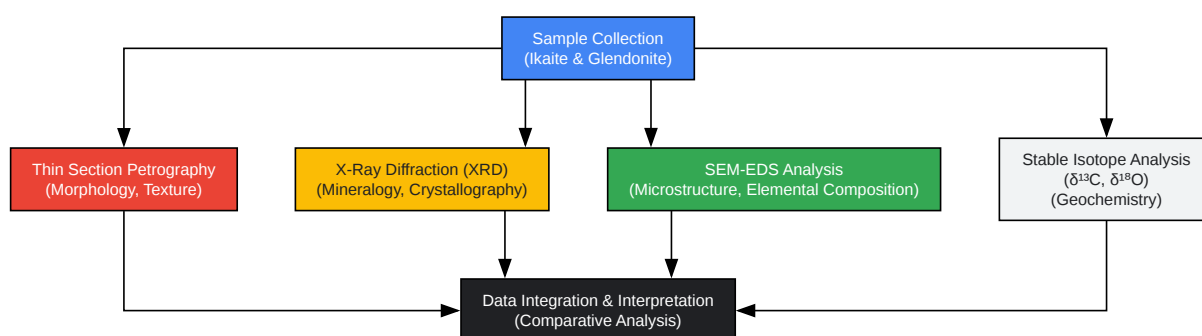 Sample Collection
(Ikaite & Glendonite)
Thin Section Petrography
(Morphology, Texture)
X-Ray Diffraction (XRD)
(Mineralogy, Crystallography)
SEM-EDS Analysis
(Microstructure, Elemental Composition)
Stable Isotope Analysis
(δ¹³C, δ¹⁸O)
(Geochemistry)
Data Integration & Interpretation
(Comparative Analysis)